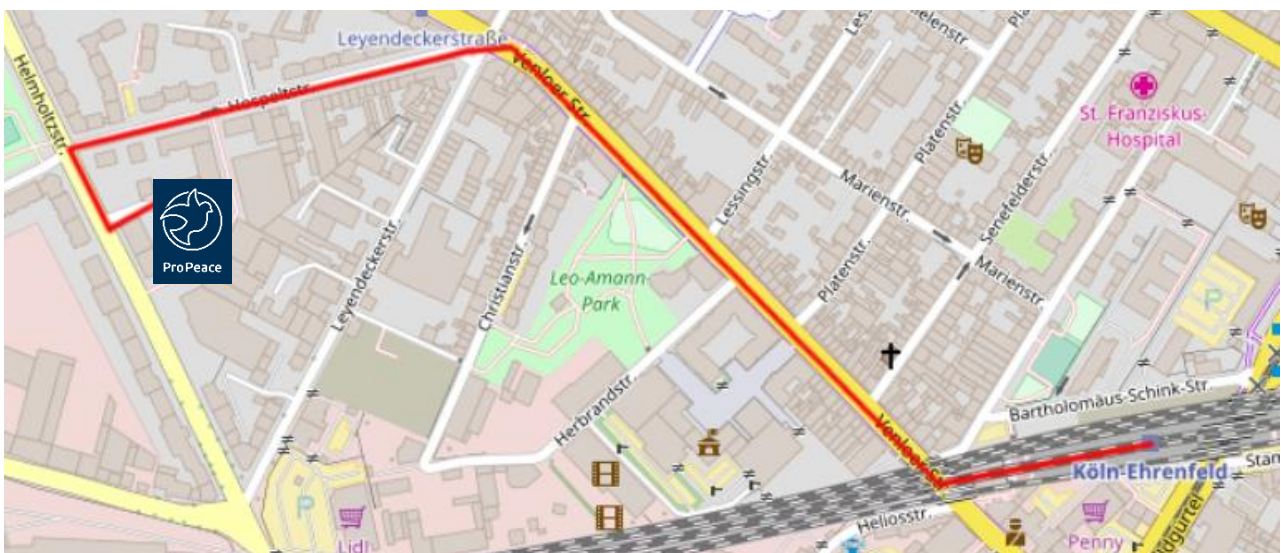 Leyendeckerstraße
Helmholtzstr.
Hospeltstr.
Venloer Str.
Marienstr.
Platenstr.
St. Franziskus-
Hospital
Lessingstr.
Senefelderstr.
Marienstr.
Platenstr.
ProPeace
Leyendeckerstr.
Christianstr.
Leo-Amann-
Park
P
Herbrandstr.
Bartholomäus-Schink-Str.
Venloer Str.
Köln-Ehrenfeld
Heliosstr.
P
Lidl
Penny